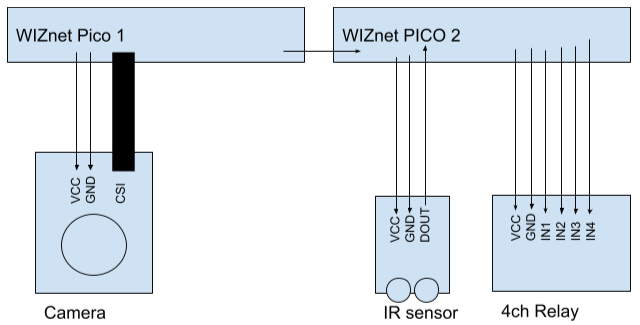 WIZnet Pico 1
WIZnet PICO 2
VCC
GND
CSI
VCC
GND
DOUT
VCC
GND
IN1
IN2
IN3
IN4
Camera
IR sensor
4ch Relay